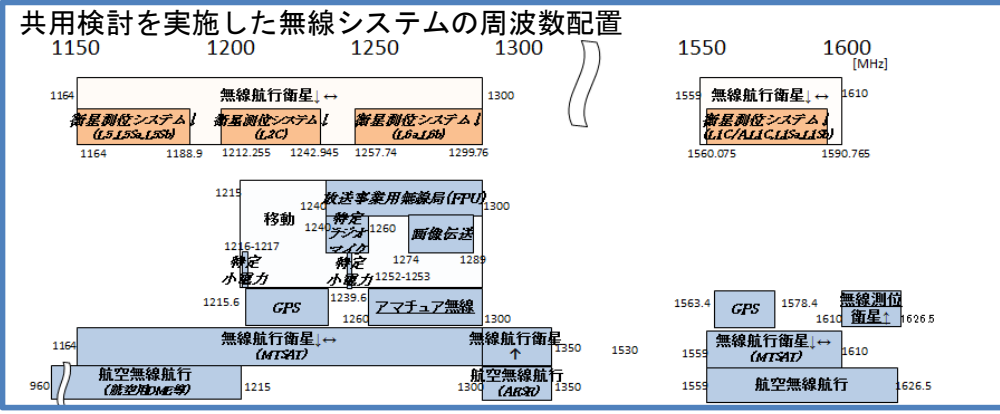 共用検討を実施した無線システムの周波数配置
1150 1200 1250 1300 1550 1600
[MHz]
1164 無線航行衛星↓↔ 1300 1559 無線航行衛星↓↔ 1610
衛星測位システム↓ 衛星測位システム↓ 衛星測位システム↓ 衛星測位システム↓
(L5,L5Sa,L5Sb) (L2C) (L6a,L6b) (L1C/A,L1C,L1Sa,L1Sb)
1164 1188.9 1212.255 1242.945 1257.74 1299.76 1560.075 1590.765
1215 移動 1240 放送事業用無線局(FPU) 1300
1240 特定 1260 画像伝送
ラジオ
マイク
1216-1217 1274 1289
特定 特定 1252-1253
小電力 小電力
1215.6 GPS 1239.6 アマチュア無線 1563.4 GPS 1578.4 無線測位
衛星↑
1260 1300 1610 1626.5
1164 無線航行衛星↓↔ 無線航行衛星 1350 1530 1559 無線航行衛星↓↔ 1610
(MTSAT) ↑ (MTSAT)
960 航空無線航行 1215 1300 航空無線航行 1350 1559 航空無線航行 1626.5
(航空用DME等) (ARSR)